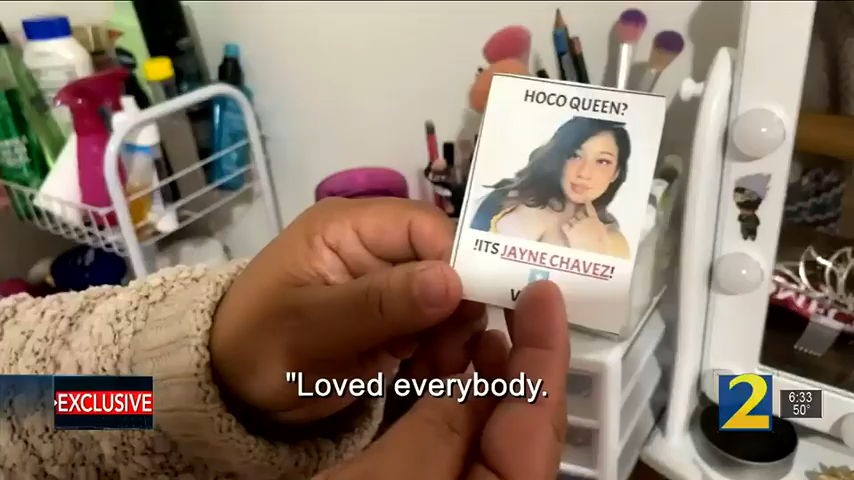 HOCO QUEEN?
!ITS JAYNE CHAVEZ!
"Loved everybody.
EXCLUSIVE
2
6:33
50°